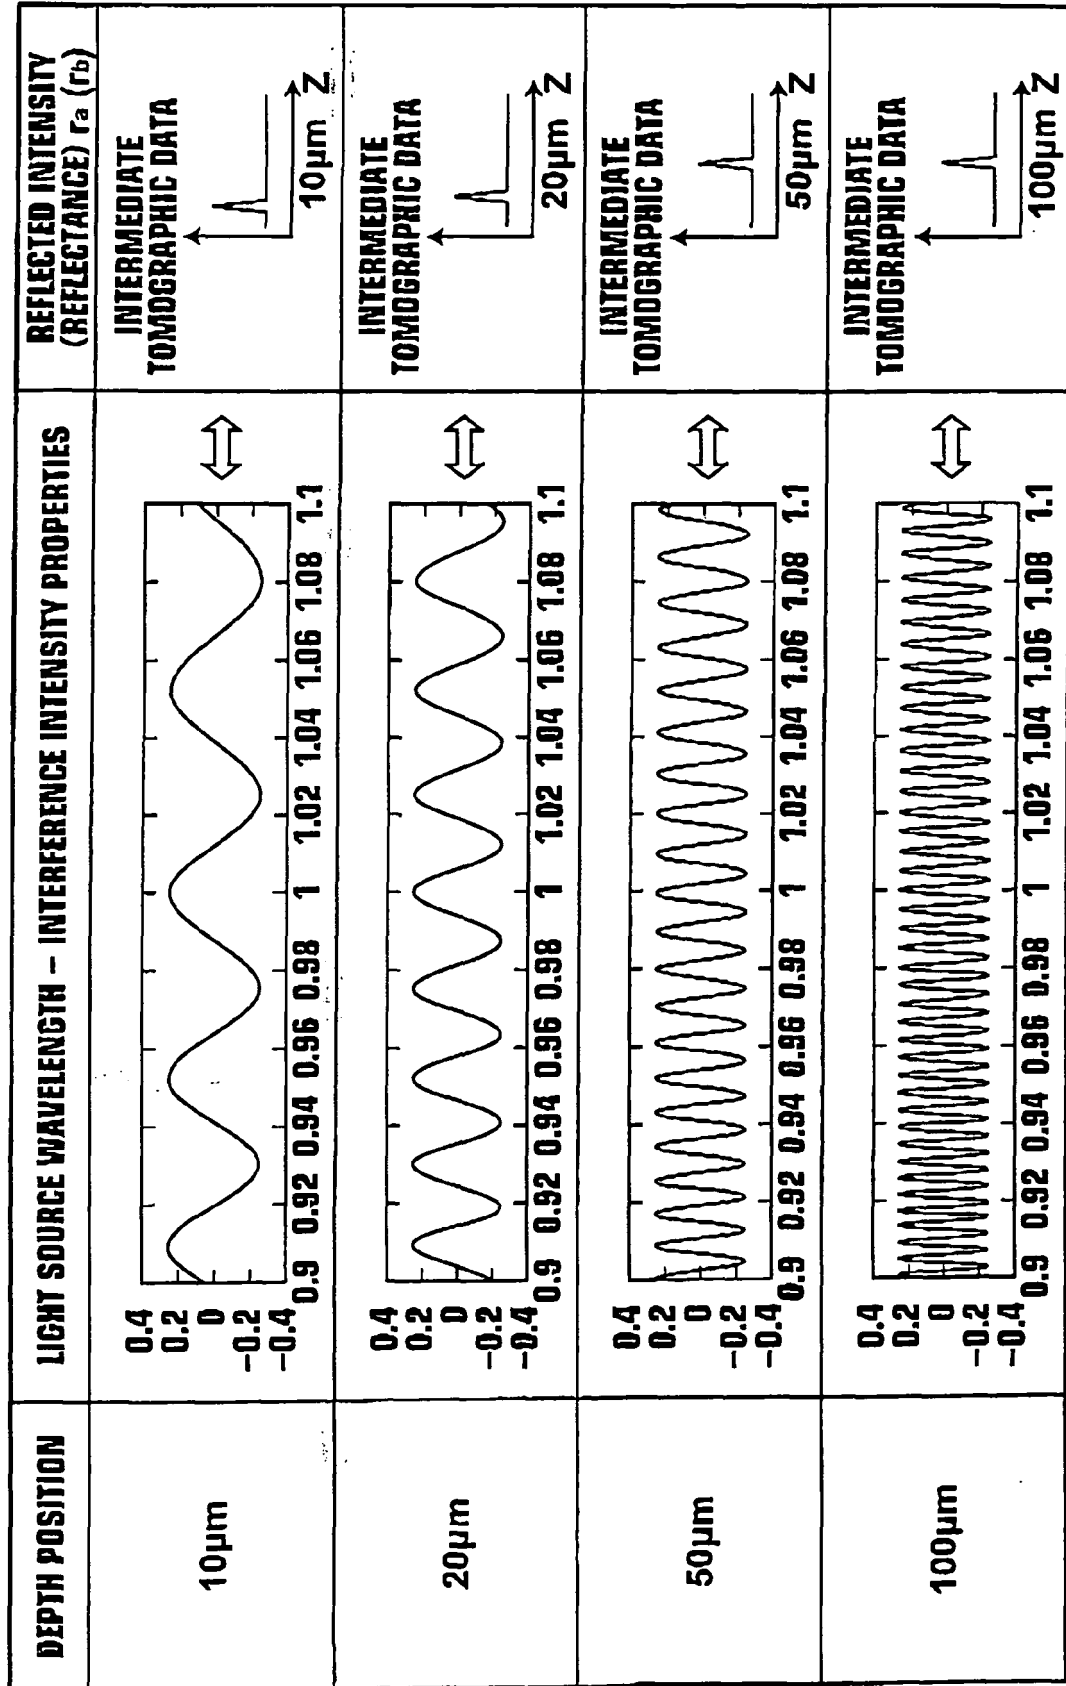 DEPTH POSITION
LIGHT SOURCE WAVELENGTH – INTERFERENCE INTENSITY PROPERTIES
REFLECTED INTENSITY
(REFLECTANCE) ra (rb)
10µm
0.4
0.2
0
-0.2
-0.4
0.9 0.92 0.94 0.96 0.98 1 1.02 1.04 1.06 1.08 1.1
INTERMEDIATE
TOMOGRAPHIC DATA
10µm Z
20µm
0.4
0.2
0
-0.2
-0.4
0.9 0.92 0.94 0.96 0.98 1 1.02 1.04 1.06 1.08 1.1
INTERMEDIATE
TOMOGRAPHIC DATA
20µm Z
50µm
0.4
0.2
0
-0.2
-0.4
0.9 0.92 0.94 0.96 0.98 1 1.02 1.04 1.06 1.08 1.1
INTERMEDIATE
TOMOGRAPHIC DATA
50µm Z
100µm
0.4
0.2
0
-0.2
-0.4
0.9 0.92 0.94 0.96 0.98 1 1.02 1.04 1.06 1.08 1.1
INTERMEDIATE
TOMOGRAPHIC DATA
100µm Z